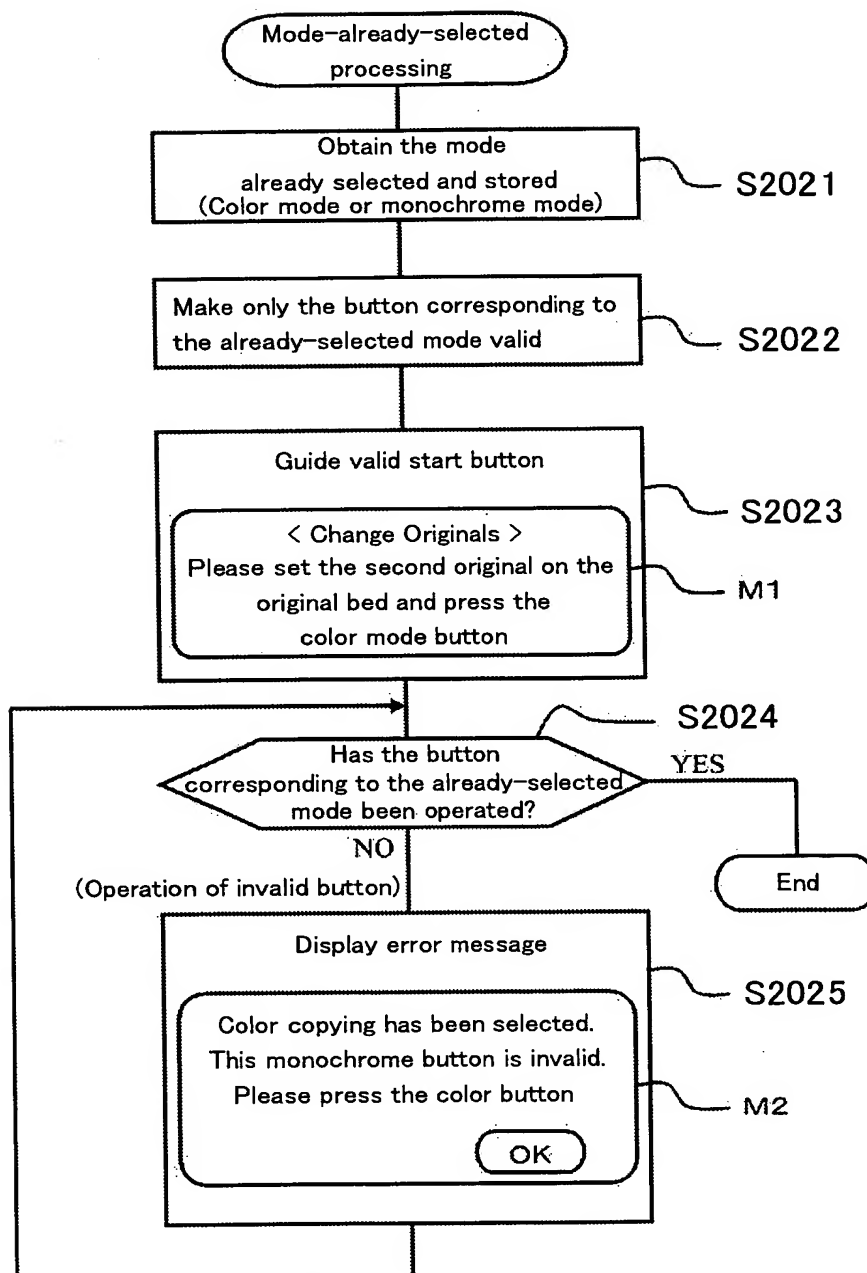 Mode-already-selected
processing
Obtain the mode
already selected and stored
(Color mode or monochrome mode)
S2021
Make only the button corresponding to
the already-selected mode valid
S2022
Guide valid start button
S2023
< Change Originals >
Please set the second original on the
original bed and press the
color mode button
M1
S2024
Has the button
corresponding to the already-selected
mode been operated?
YES
NO
(Operation of invalid button)
End
Display error message
S2025
Color copying has been selected.
This monochrome button is invalid.
Please press the color button
M2
OK